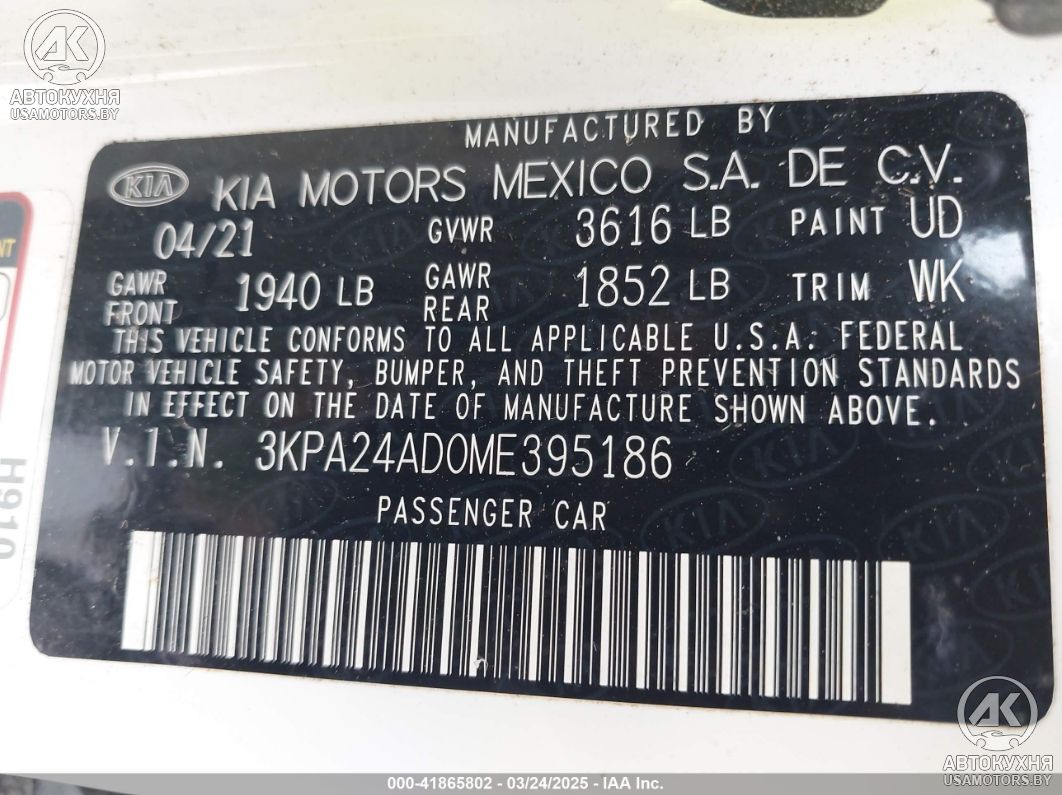 АВТОКУХНЯ
USAMOTORS.BY
MANUFACTURED BY
KIA KIA MOTORS MEXICO S.A. DE C.V.
04/21 GVWR 3616 LB PAINT UD
GAWR FRONT 1940 LB GAWR REAR 1852 LB TRIM WK
THIS VEHICLE CONFORMS TO ALL APPLICABLE U.S.A. FEDERAL
MOTOR VEHICLE SAFETY, BUMPER, AND THEFT PREVENTION STANDARDS
IN EFFECT ON THE DATE OF MANUFACTURE SHOWN ABOVE.
V.I.N. 3KPA24AD0ME395186
PASSENGER CAR
H910
АВТОКУХНЯ
USAMOTORS.BY
000-41865802 - 03/24/2025 - IAA Inc.